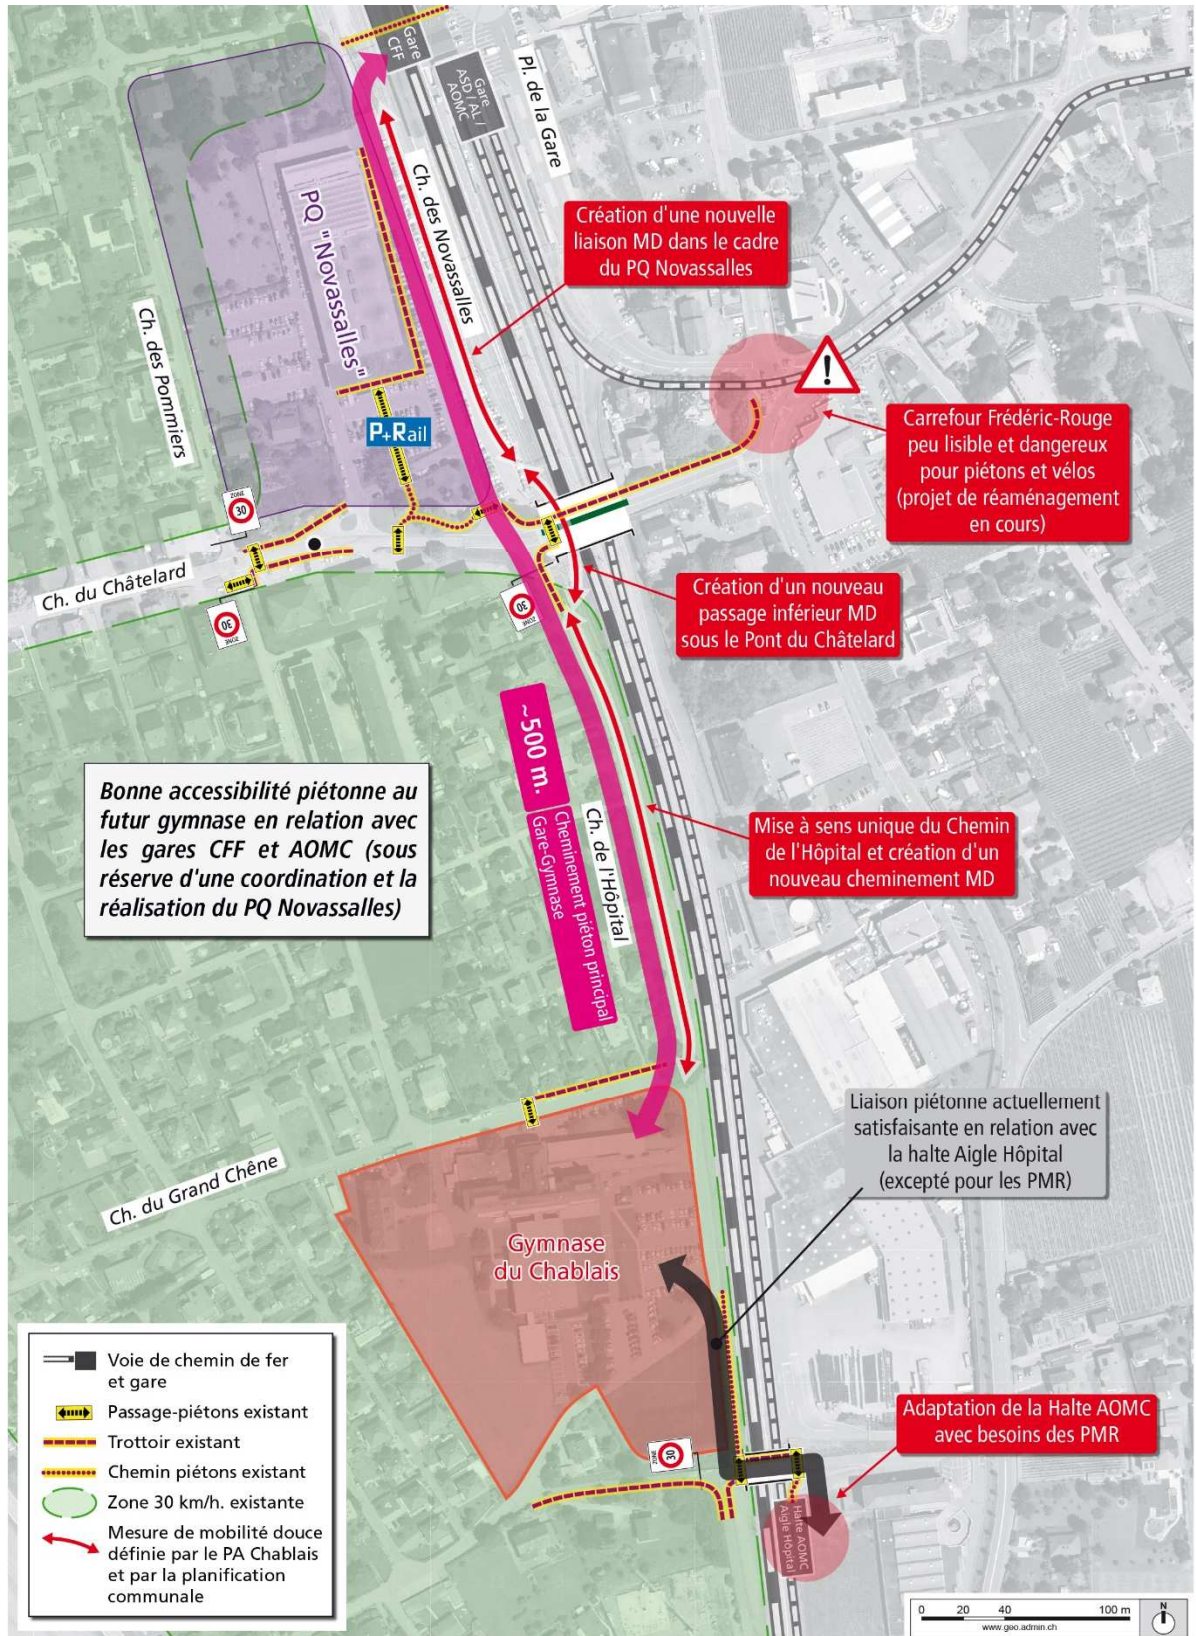 Gare
CFF
Gare
ASD / AL /
AOMC
Pl. de la Gare
Ch. des Novassalles
PQ "Novassalles"
Ch. des Pommiers
Création d'une nouvelle
liaison MD dans le cadre
du PQ Novassalles
!
Carrefour Frédéric-Rouge
peu lisible et dangereux
pour piétons et vélos
(projet de réaménagement
en cours)
P+Rail
ZONE
30
Ch. du Châtelard
30
ZONE
30
ZONE
Création d'un nouveau
passage inférieur MD
sous le Pont du Châtelard
~500 m.
Cheminement piéton principal
Gare-Gymnase
Ch. de l'Hôpital
Bonne accessibilité piétonne au
futur gymnase en relation avec
les gares CFF et AOMC (sous
réserve d'une coordination et la
réalisation du PQ Novassalles)
Mise à sens unique du Chemin
de l'Hôpital et création d'un
nouveau cheminement MD
Liaison piétonne actuellement
satisfaisante en relation avec
la halte Aigle Hôpital
(excepté pour les PMR)
Ch. du Grand Chêne
Gymnase
du Chablais
Adaptation de la Halte AOMC
avec besoins des PMR
30
ZONE
Halte AOMC
Aigle Hôpital
Voie de chemin de fer
et gare
Passage-piétons existant
Trottoir existant
Chemin piétons existant
Zone 30 km/h. existante
Mesure de mobilité douce
définie par le PA Chablais
et par la planification
communale
0 20 40 100 m
www.geo.admin.ch
N